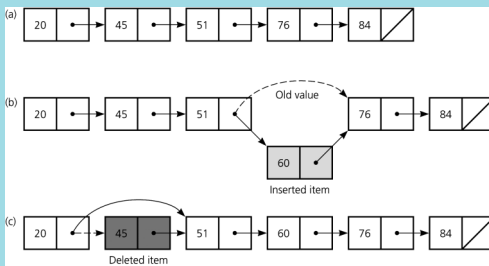 (a)
20 45 51 76 84
Old value
(b)
20 45 51 76 84
60
Inserted item
(c)
20 45 51 60 76 84
Deleted item